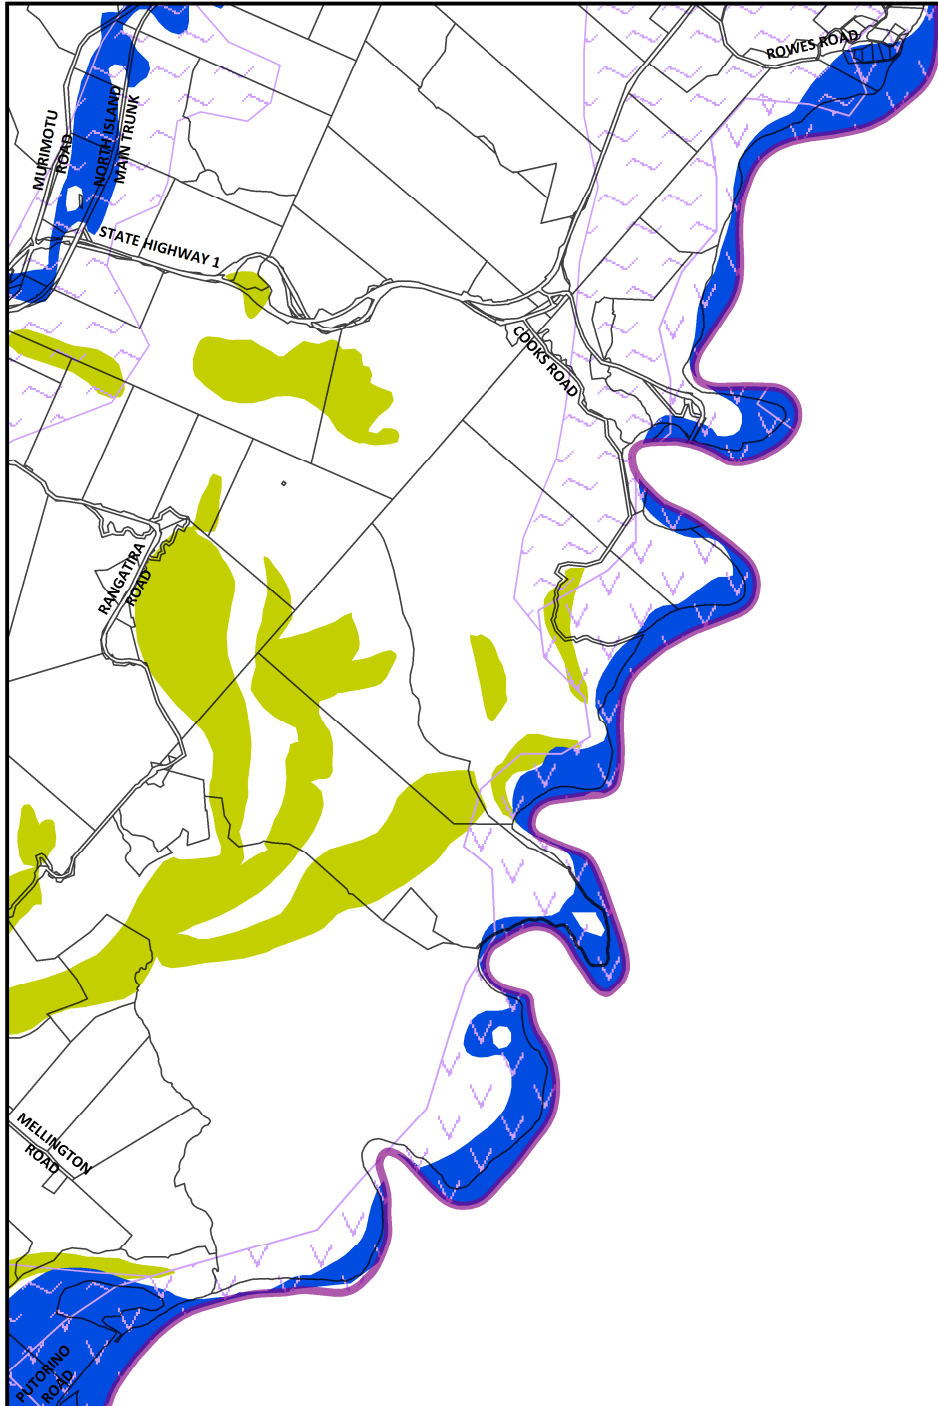 ROWES ROAD
MURIMOTU
ROAD
NORTH ISLAND
MAIN TRUNK
STATE HIGHWAY 1
COOKS ROAD
RANGATIRA
ROAD
MELLINGTON
ROAD
PUTORINO
ROAD